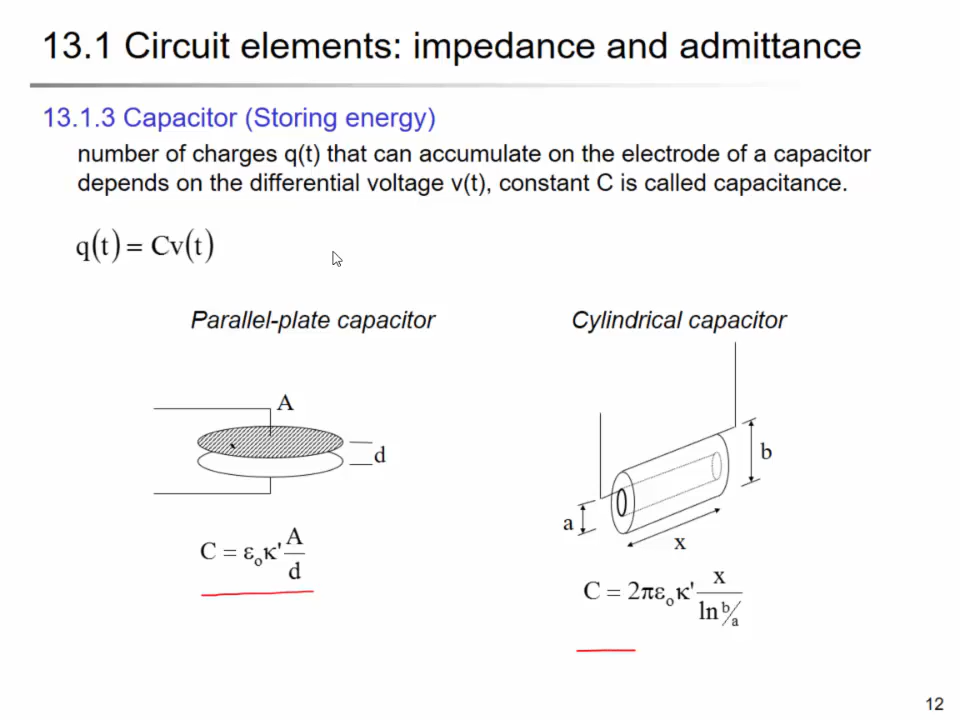 13.1 Circuit elements: impedance and admittance
13.1.3 Capacitor (Storing energy)
number of charges q(t) that can accumulate on the electrode of a capacitor
depends on the differential voltage v(t), constant C is called capacitance.
q(t) = Cv(t)
Parallel-plate capacitor
A
d
C = εₒκ' A/d
Cylindrical capacitor
b
a
x
C = 2πεₒκ' x/ln b/a
12